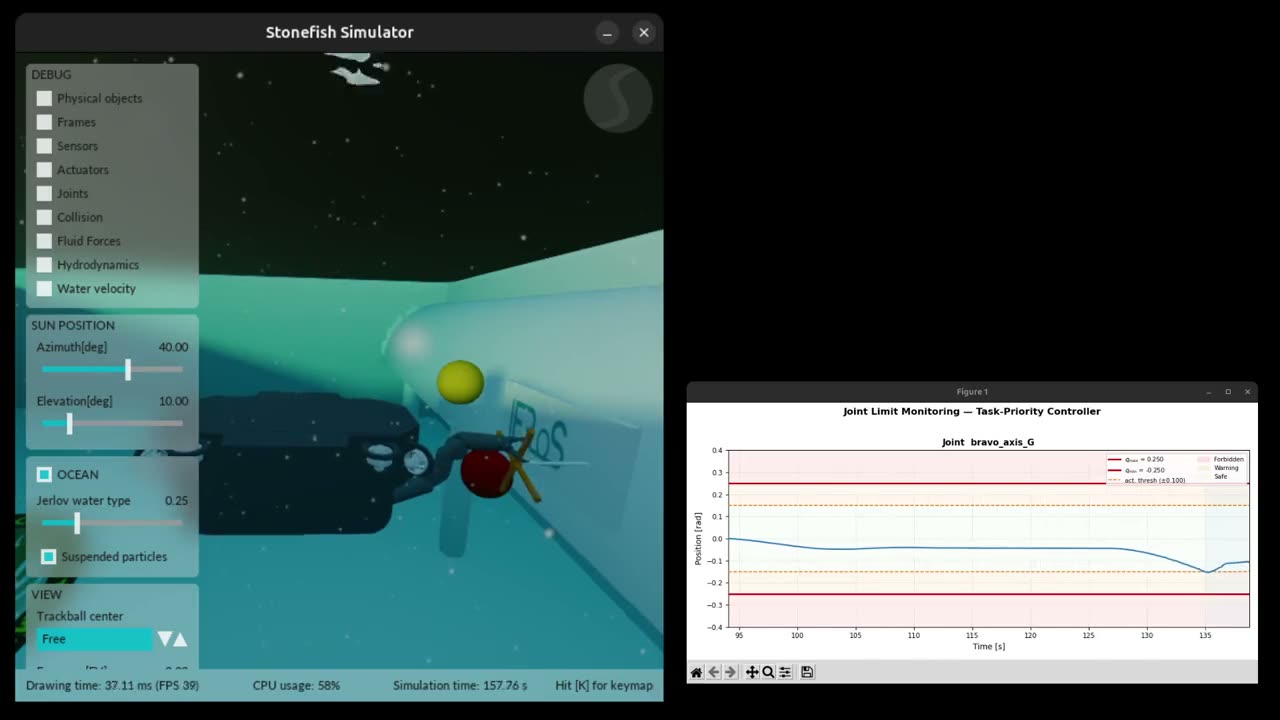 Stonefish Simulator
DEBUG
Physical objects
Frames
Sensors
Actuators
Joints
Collision
Fluid Forces
Hydrodynamics
Water velocity
SUN POSITION
Azimuth[deg] 40.00
Elevation[deg] 10.00
OCEAN
Jerlov water type 0.25
Suspended particles
VIEW
Trackball center
Free
Drawing time: 37.11 ms (FPS 39) CPU usage: 58% Simulation time: 157.76 s Hit [K] for keymap
Figure 1
Joint Limit Monitoring — Task-Priority Controller
Joint bravo_axis_G
qmax = 0.250
qmin = -0.250
act. thresh (±0.100)
Forbidden
Warning
Safe
Position [rad]
0.4
0.3
0.2
0.1
0.0
−0.1
−0.2
−0.3
−0.4
95 100 105 110 115 120 125 130 135
Time [s]